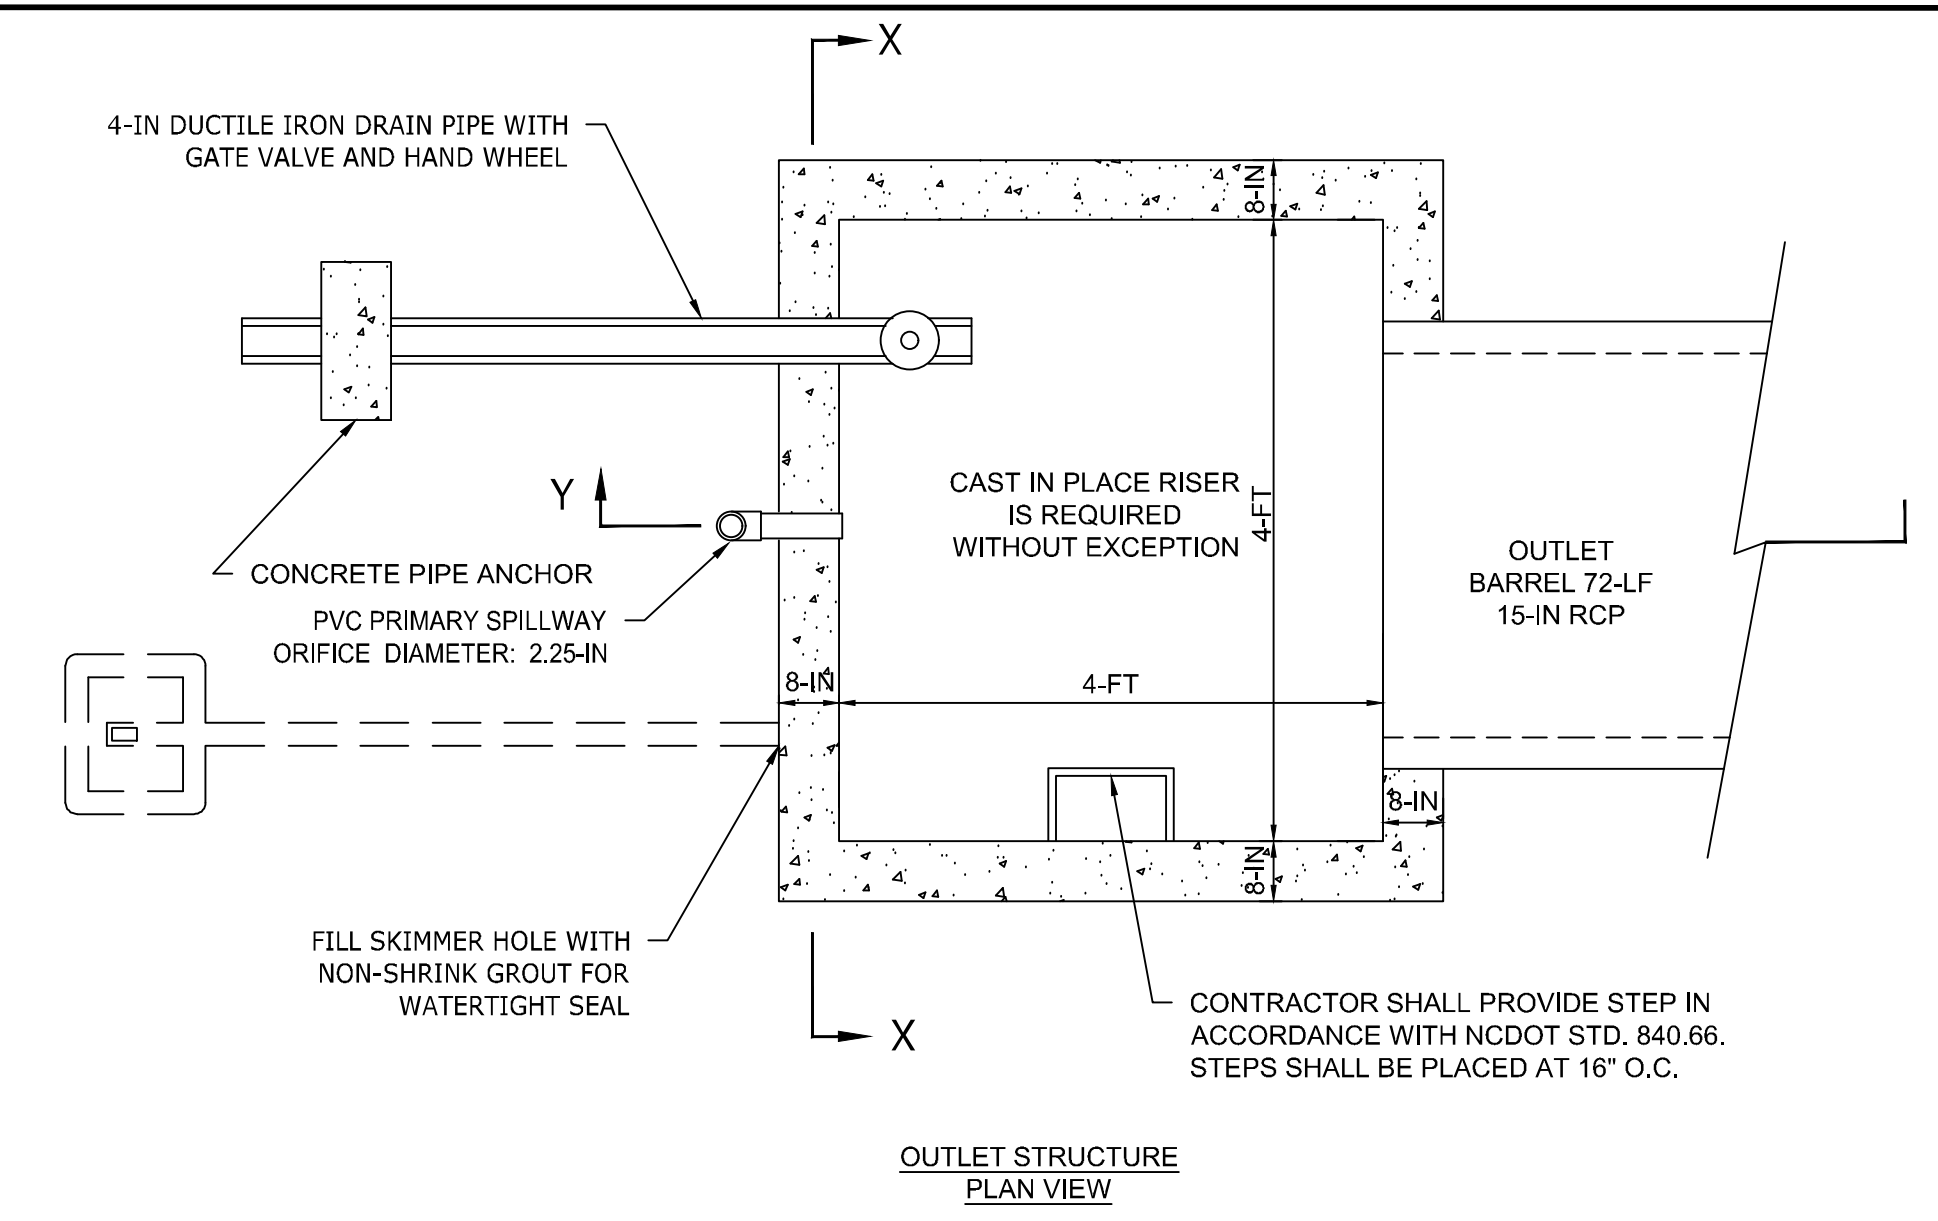 X
4-IN DUCTILE IRON DRAIN PIPE WITH
GATE VALVE AND HAND WHEEL
8-IN
CAST IN PLACE RISER
IS REQUIRED
WITHOUT EXCEPTION
4-FT
Y
OUTLET
BARREL 72-LF
15-IN RCP
CONCRETE PIPE ANCHOR
PVC PRIMARY SPILLWAY
ORIFICE DIAMETER: 2.25-IN
8-IN
4-FT
8-IN
8-IN
FILL SKIMMER HOLE WITH
NON-SHRINK GROUT FOR
WATERTIGHT SEAL
X
CONTRACTOR SHALL PROVIDE STEP IN
ACCORDANCE WITH NCDOT STD. 840.66.
STEPS SHALL BE PLACED AT 16" O.C.
OUTLET STRUCTURE
PLAN VIEW